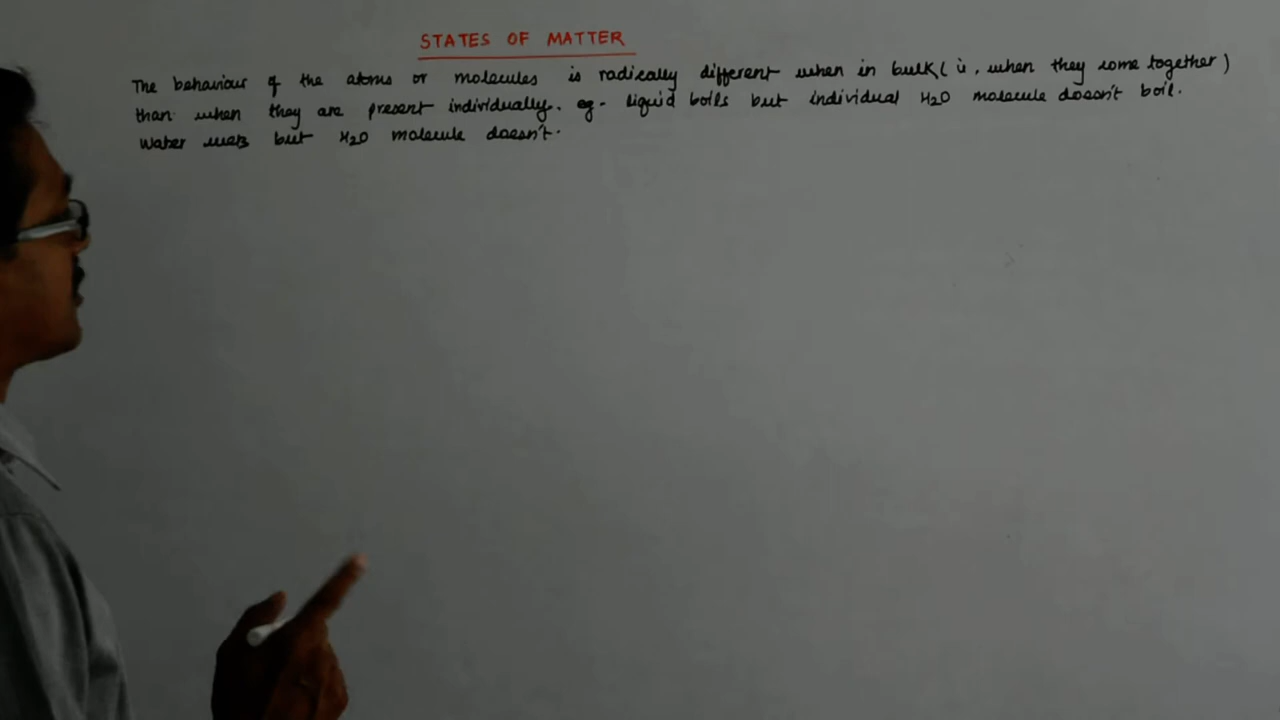 STATES OF MATTER
The behaviour of the atoms or molecules is radically different when in bulk ( ie, when they come together )
than when they are present individually. eg- liquid boils but individual H2O molecule doesn't boil.
Water wets but H2O molecule doesn't.